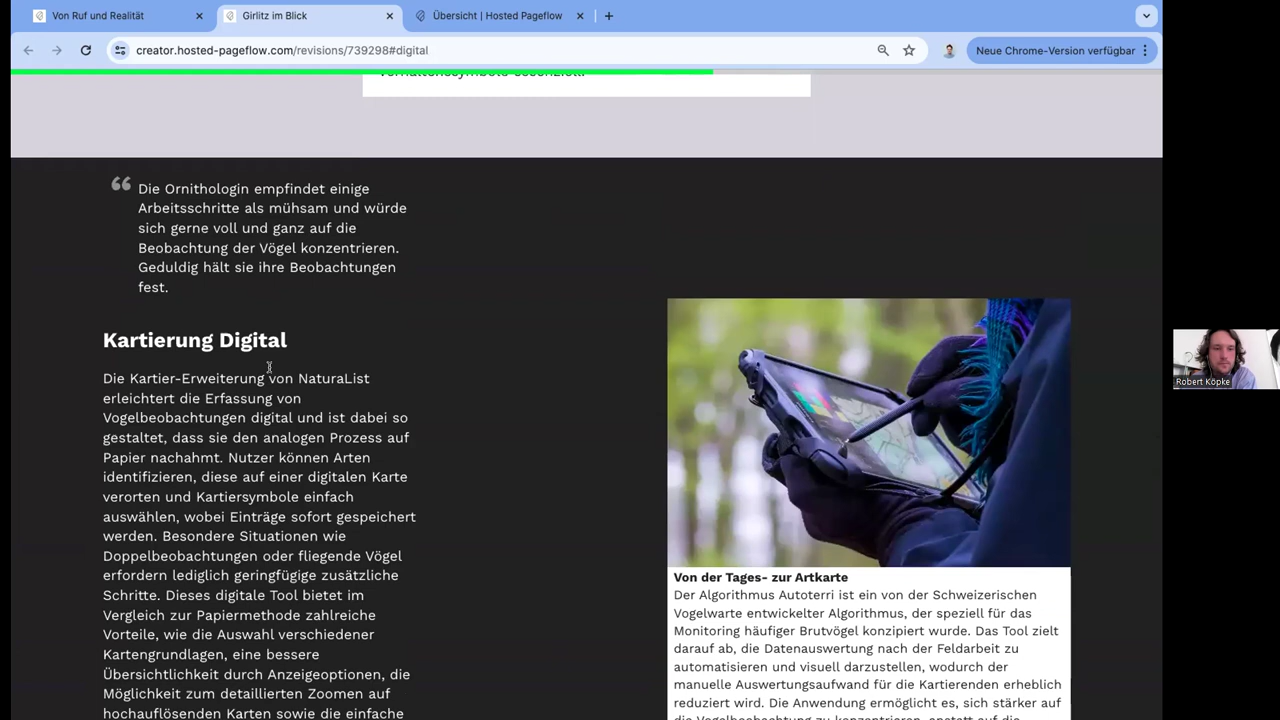 Von Ruf und Realität
Girlitz im Blick
Übersicht | Hosted Pageflow
creator.hosted-pageflow.com/revisions/739298#digital
Neue Chrome-Version verfügbar
Die Ornithologin empfindet einige
Arbeitsschritte als mühsam und würde
sich gerne voll und ganz auf die
Beobachtung der Vögel konzentrieren.
Geduldig hält sie ihre Beobachtungen
fest.
Kartierung Digital
Die Kartier-Erweiterung von NaturaList
erleichtert die Erfassung von
Vogelbeobachtungen digital und ist dabei so
gestaltet, dass sie den analogen Prozess auf
Papier nachahmt. Nutzer können Arten
identifizieren, diese auf einer digitalen Karte
verorten und Kartiersymbole einfach
auswählen, wobei Einträge sofort gespeichert
werden. Besondere Situationen wie
Doppelbeobachtungen oder fliegende Vögel
erfordern lediglich geringfügige zusätzliche
Schritte. Dieses digitale Tool bietet im
Vergleich zur Papiermethode zahlreiche
Vorteile, wie die Auswahl verschiedener
Kartengrundlagen, eine bessere
Übersichtlichkeit durch Anzeigeoptionen, die
Möglichkeit zum detaillierten Zoomen auf
hochauflösenden Karten sowie die einfache
Von der Tages- zur Artkarte
Der Algorithmus Autoterri ist ein von der Schweizerischen
Vogelwarte entwickelter Algorithmus, der speziell für das
Monitoring häufiger Brutvögel konzipiert wurde. Das Tool zielt
darauf ab, die Datenauswertung nach der Feldarbeit zu
automatisieren und visuell darzustellen, wodurch der
manuelle Auswertungsaufwand für die Kartierenden erheblich
reduziert wird. Die Anwendung ermöglicht es, sich stärker auf
Robert Köpke